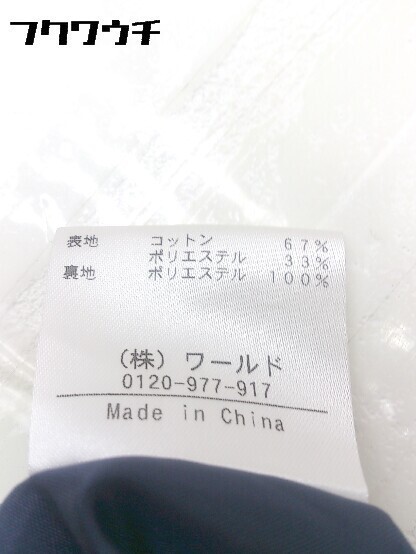 フクワウチ
表地 コットン 67%
ポリエステル 33%
裏地 ポリエステル 100%
(株) ワールド
0120-977-917
Made in China